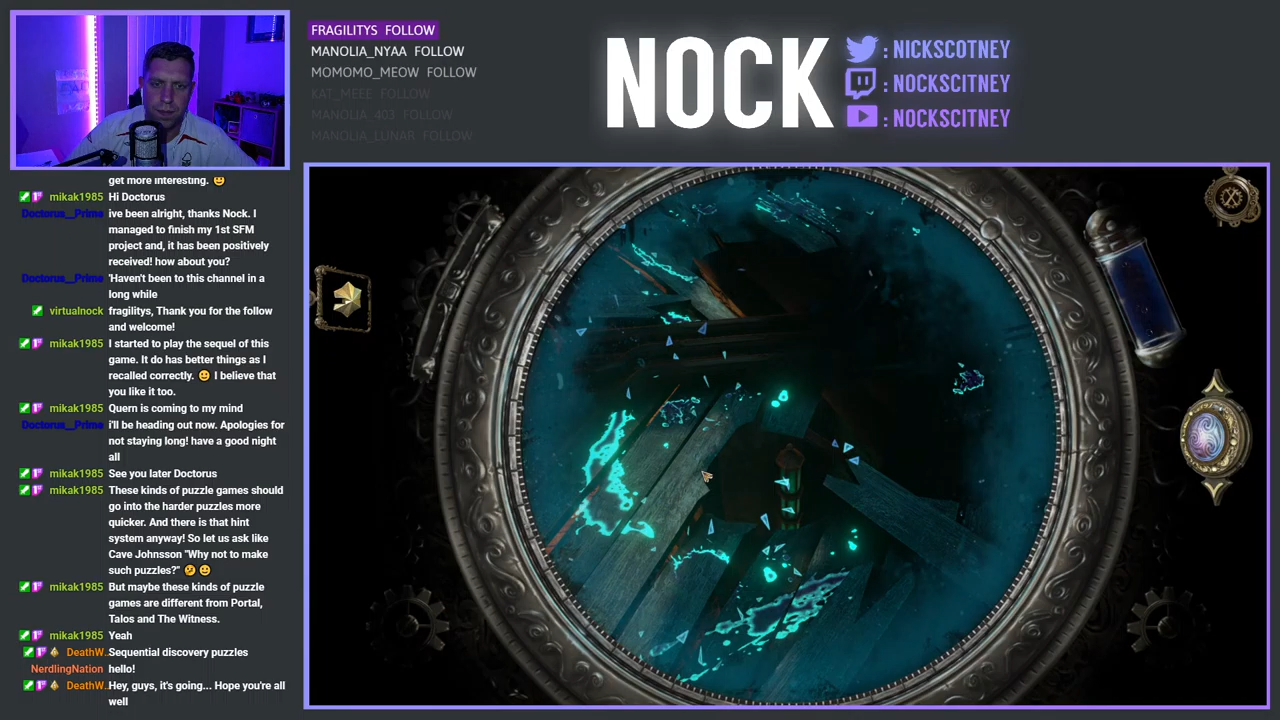 FRAGILITYS FOLLOW
MANOLIA_NYAA FOLLOW
MOMOMO_MEOW FOLLOW
KAT_MEEE FOLLOW
MANOLIA_403 FOLLOW
MANOLIA_LUNAR FOLLOW
NOCK
: NICKSCOTNEY
: NOCKSCITNEY
: NOCKSCITNEY
get more interesting. 🙂
mikak1985 Hi Doctorus
Doctorus__Prime ive been alright, thanks Nock. I
managed to finish my 1st SFM
project and, it has been positively
received! how about you?
Doctorus__Prime 'Haven't been to this channel in a
long while
virtualnock fragilitys, Thank you for the follow
and welcome!
mikak1985 I started to play the sequel of this
game. It do has better things as I
recalled correctly. 🙂 I believe that
you like it too.
mikak1985 Quern is coming to my mind
Doctorus__Prime i'll be heading out now. Apologies for
not staying long! have a good night
all
mikak1985 See you later Doctorus
mikak1985 These kinds of puzzle games should
go into the harder puzzles more
quicker. And there is that hint
system anyway! So let us ask like
Cave Johnsson "Why not to make
such puzzles?" 🤔 😀
mikak1985 But maybe these kinds of puzzle
games are different from Portal,
Talos and The Witness.
mikak1985 Yeah
DeathW... Sequential discovery puzzles
NerdlingNation hello!
DeathW... Hey, guys, it's going... Hope you're all
well